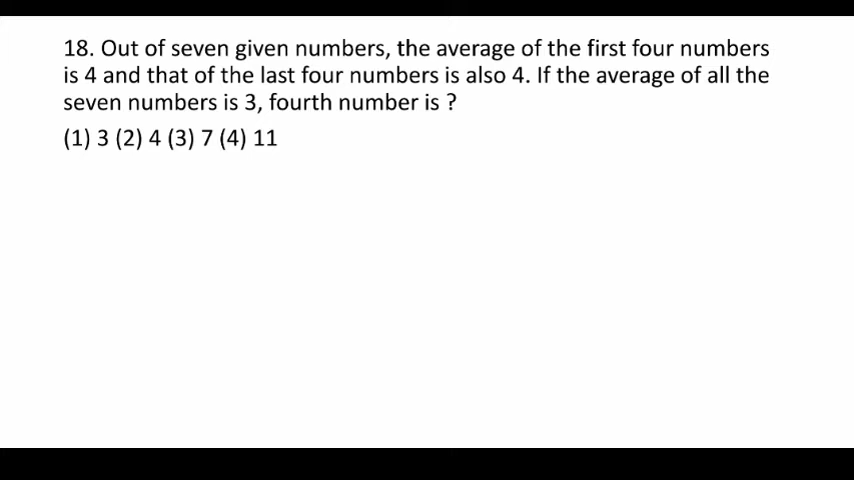 18. Out of seven given numbers, the average of the first four numbers
is 4 and that of the last four numbers is also 4. If the average of all the
seven numbers is 3, fourth number is ?
(1) 3 (2) 4 (3) 7 (4) 11